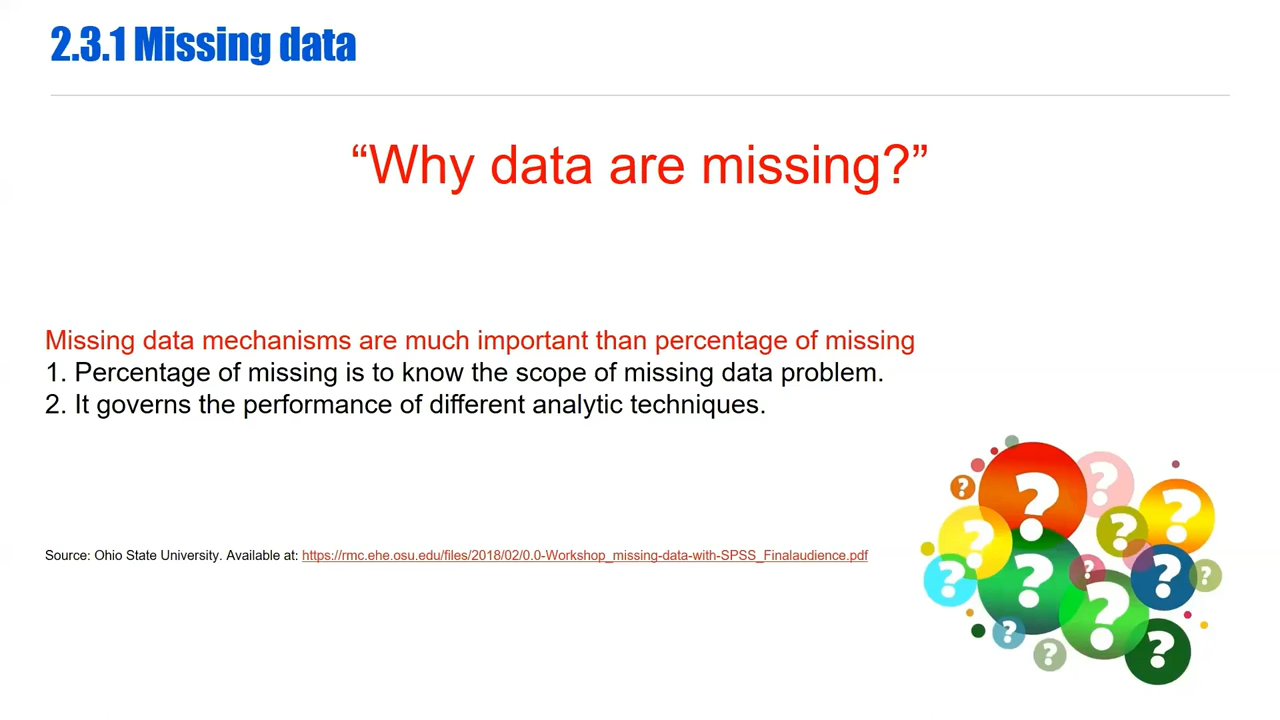 2.3.1 Missing data
“Why data are missing?”
Missing data mechanisms are much important than percentage of missing
1. Percentage of missing is to know the scope of missing data problem.
2. It governs the performance of different analytic techniques.
Source: Ohio State University. Available at: https://rmc.ehe.osu.edu/files/2018/02/0.0-Workshop_missing-data-with-SPSS_Finalaudience.pdf